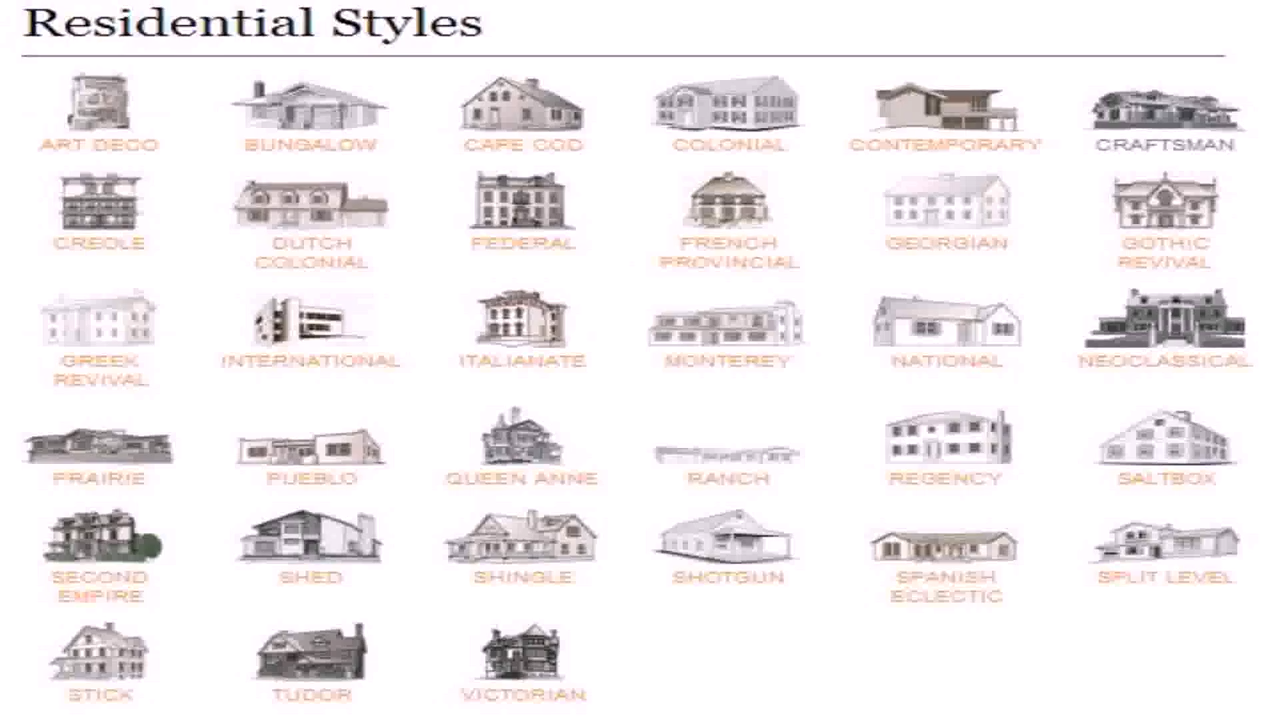 Residential Styles
ART DECO
BUNGALOW
CAPE COD
COLONIAL
CONTEMPORARY
CRAFTSMAN
CREOLE
DUTCH
COLONIAL
FEDERAL
FRENCH
PROVINCIAL
GEORGIAN
GOTHIC
REVIVAL
GREEK
REVIVAL
INTERNATIONAL
ITALIANATE
MONTEREY
NATIONAL
NEOCLASSICAL
PRAIRIE
PUEBLO
QUEEN ANNE
RANCH
REGENCY
SALTBOX
SECOND
EMPIRE
SHED
SHINGLE
SHOTGUN
SPANISH
ECLECTIC
SPLIT LEVEL
STICK
TUDOR
VICTORIAN